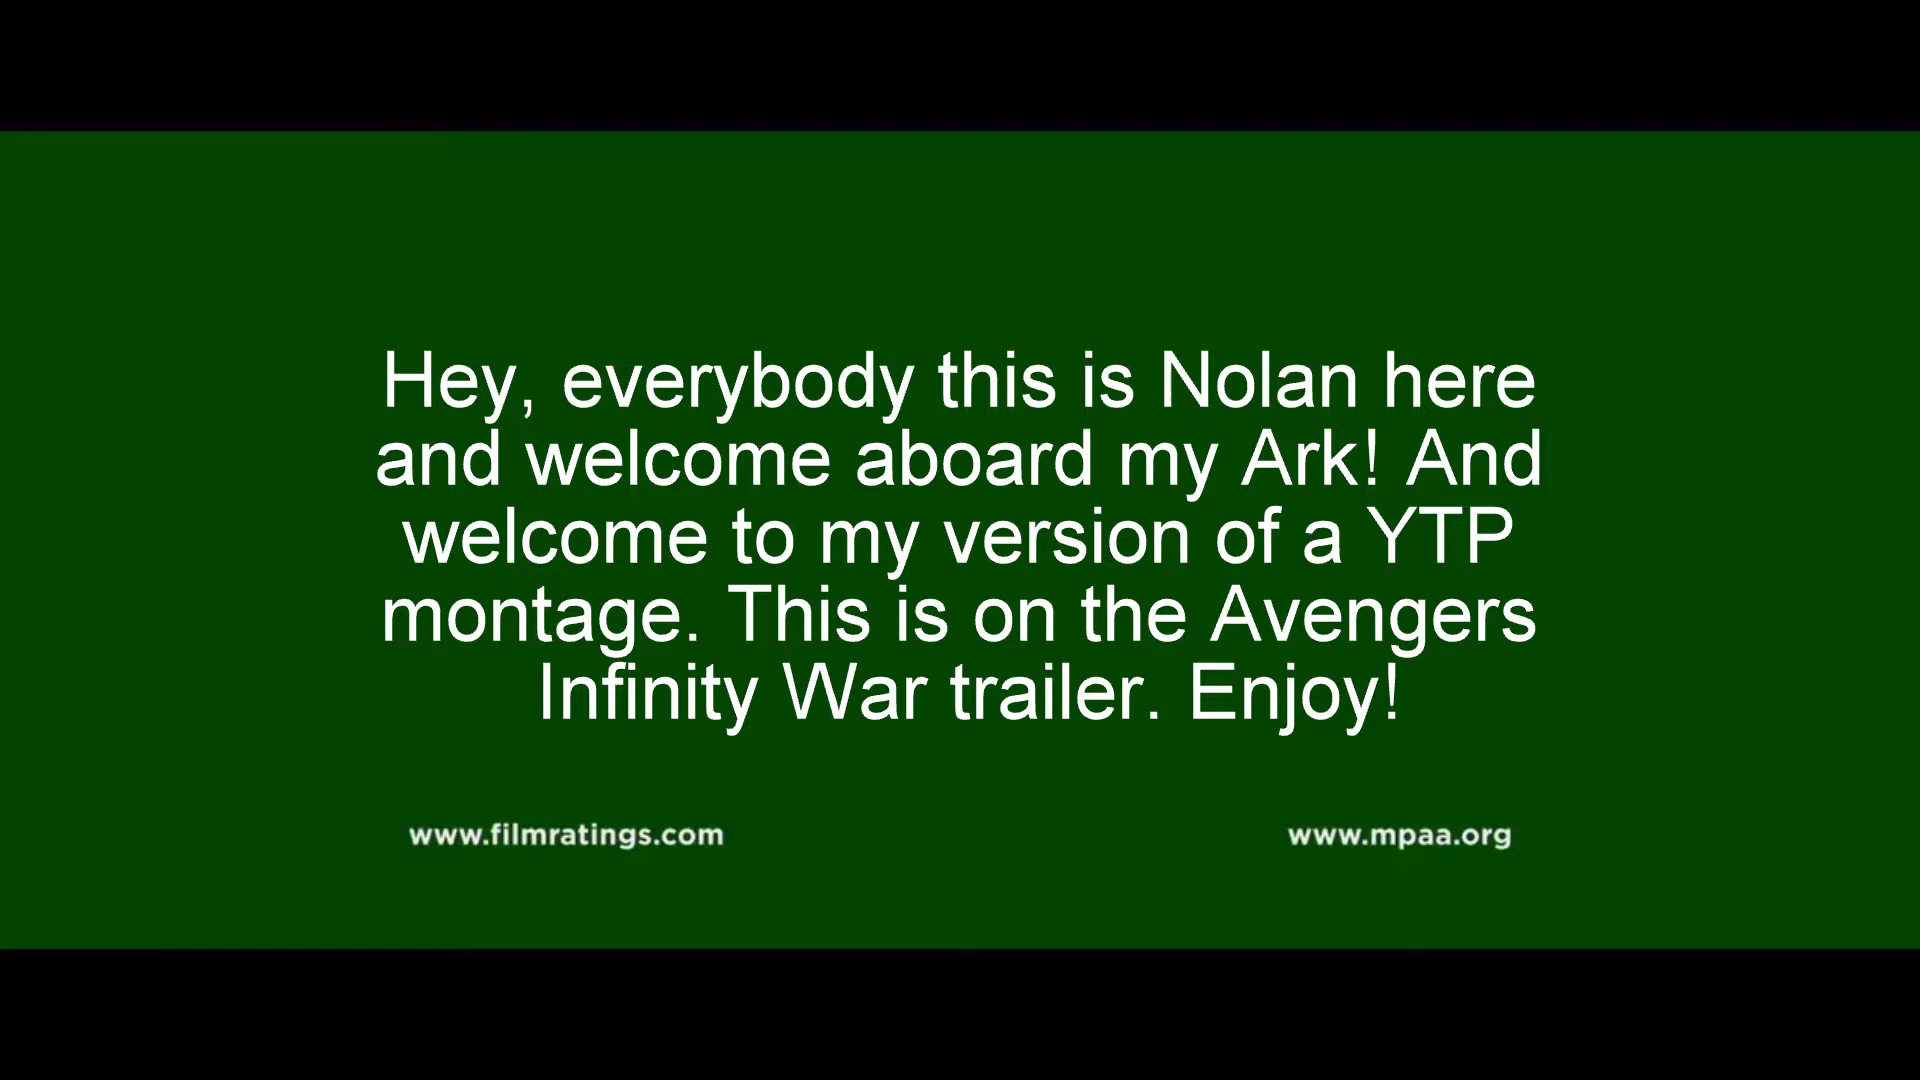 Hey, everybody this is Nolan here
and welcome aboard my Ark! And
welcome to my version of a YTP
montage. This is on the Avengers
Infinity War trailer. Enjoy!
www.filmratings.com www.mpaa.org